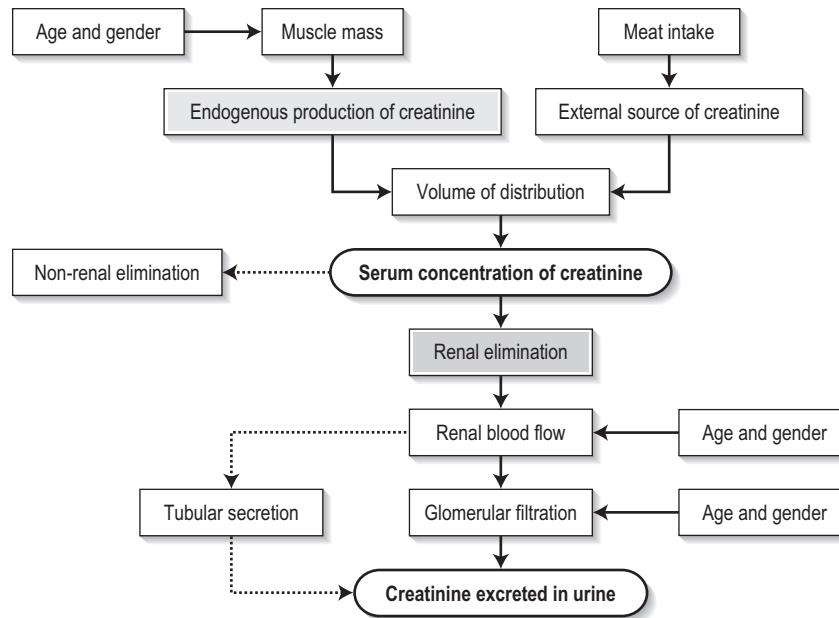 Age and gender
Muscle mass
Meat intake
Endogenous production of creatinine
External source of creatinine
Volume of distribution
Non-renal elimination
Serum concentration of creatinine
Renal elimination
Renal blood flow
Age and gender
Tubular secretion
Glomerular filtration
Age and gender
Creatinine excreted in urine